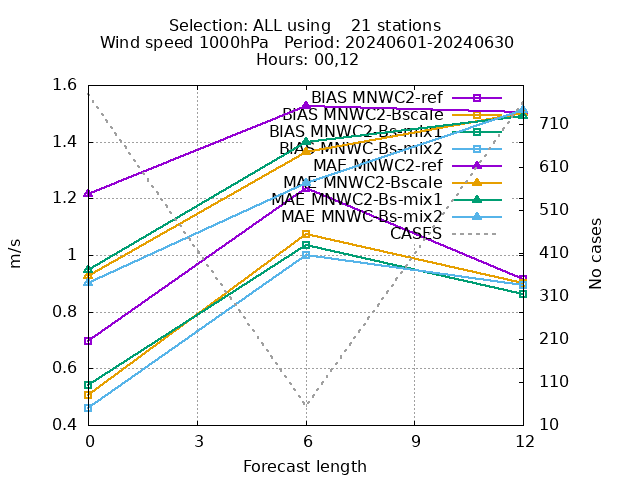 Selection: ALL using    21 stations
Wind speed 1000hPa   Period: 20240601-20240630
Hours: 00,12
BIAS MNWC2-ref
BIAS MNWC2-Bscale
BIAS MNWC2-Bs-mix1
BIAS MNWC-Bs-mix2
MAE MNWC2-ref
MAE MNWC2-Bscale
MAE MNWC2-Bs-mix1
MAE MNWC-Bs-mix2
CASES
1.6
1.4
1.2
1
0.8
0.6
0.4
m/s
710
610
510
410
310
210
110
10
No cases
0
3
6
9
12
Forecast length